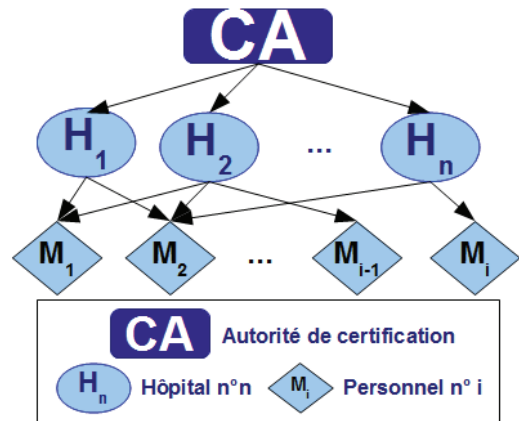 CA
H1 H2 ... Hn
M1 M2 ... Mi-1 Mi
CA Autorité de certification
Hn Hôpital n°n Mi Personnel n° i